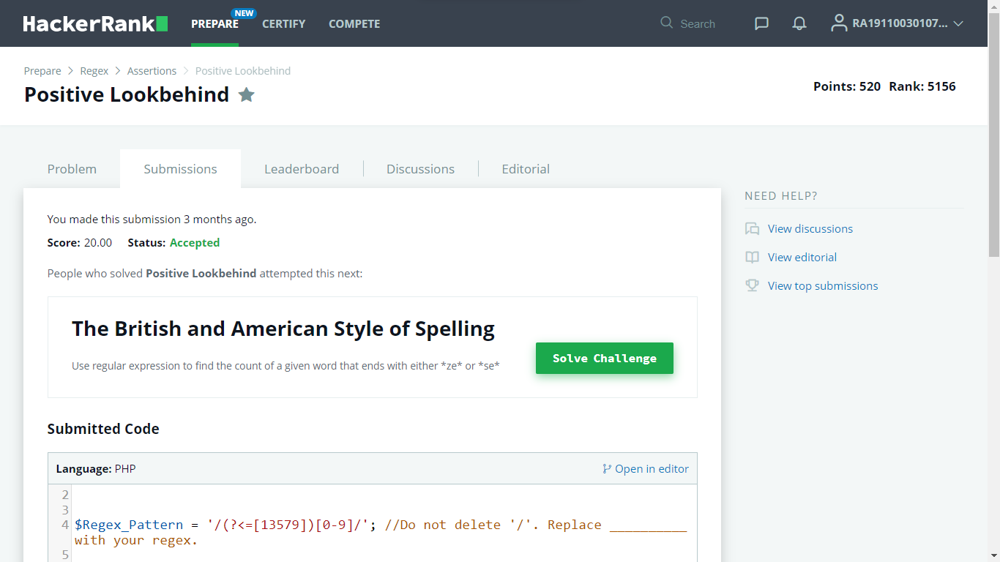 HackerRank
PREPARE
NEW
CERTIFY
COMPETE
Search
RA19110030107...
Prepare > Regex > Assertions > Positive Lookbehind
Positive Lookbehind
Points: 520 Rank: 5156
Problem
Submissions
Leaderboard
Discussions
Editorial
You made this submission 3 months ago.
Score: 20.00 Status: Accepted
People who solved Positive Lookbehind attempted this next:
The British and American Style of Spelling
Use regular expression to find the count of a given word that ends with either *ze* or *se*
Solve Challenge
Submitted Code
Language: PHP
Open in editor
2
3
4 $Regex_Pattern = '/(?<=[13579])[0-9]/'; //Do not delete '/'. Replace __________
with your regex.
5
NEED HELP?
View discussions
View editorial
View top submissions